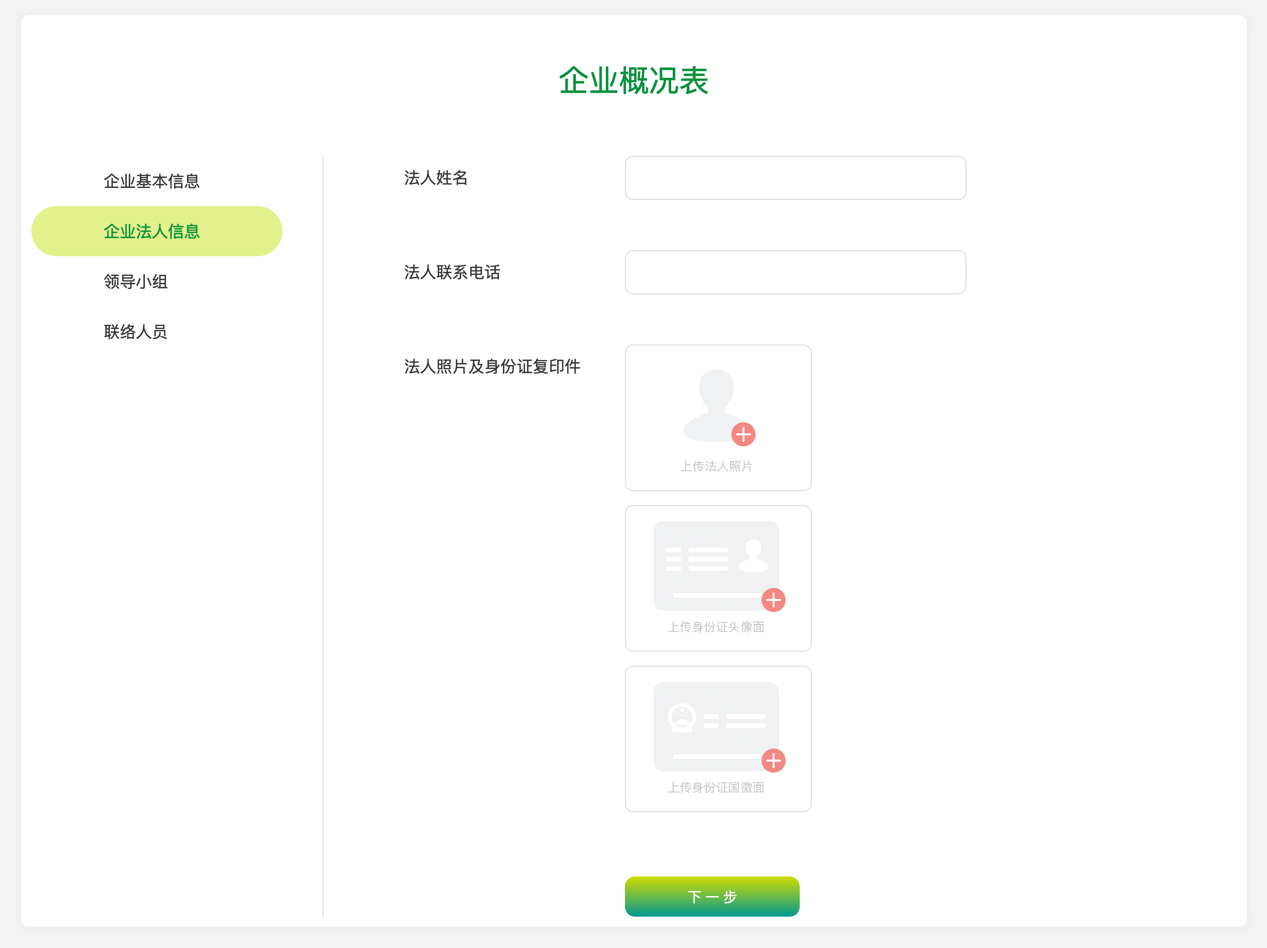 企业概况表
企业基本信息
企业法人信息
领导小组
联络人员
法人姓名
法人联系电话
法人照片及身份证复印件
上传法人照片
上传身份证头像面
上传身份证国徽面
下一步